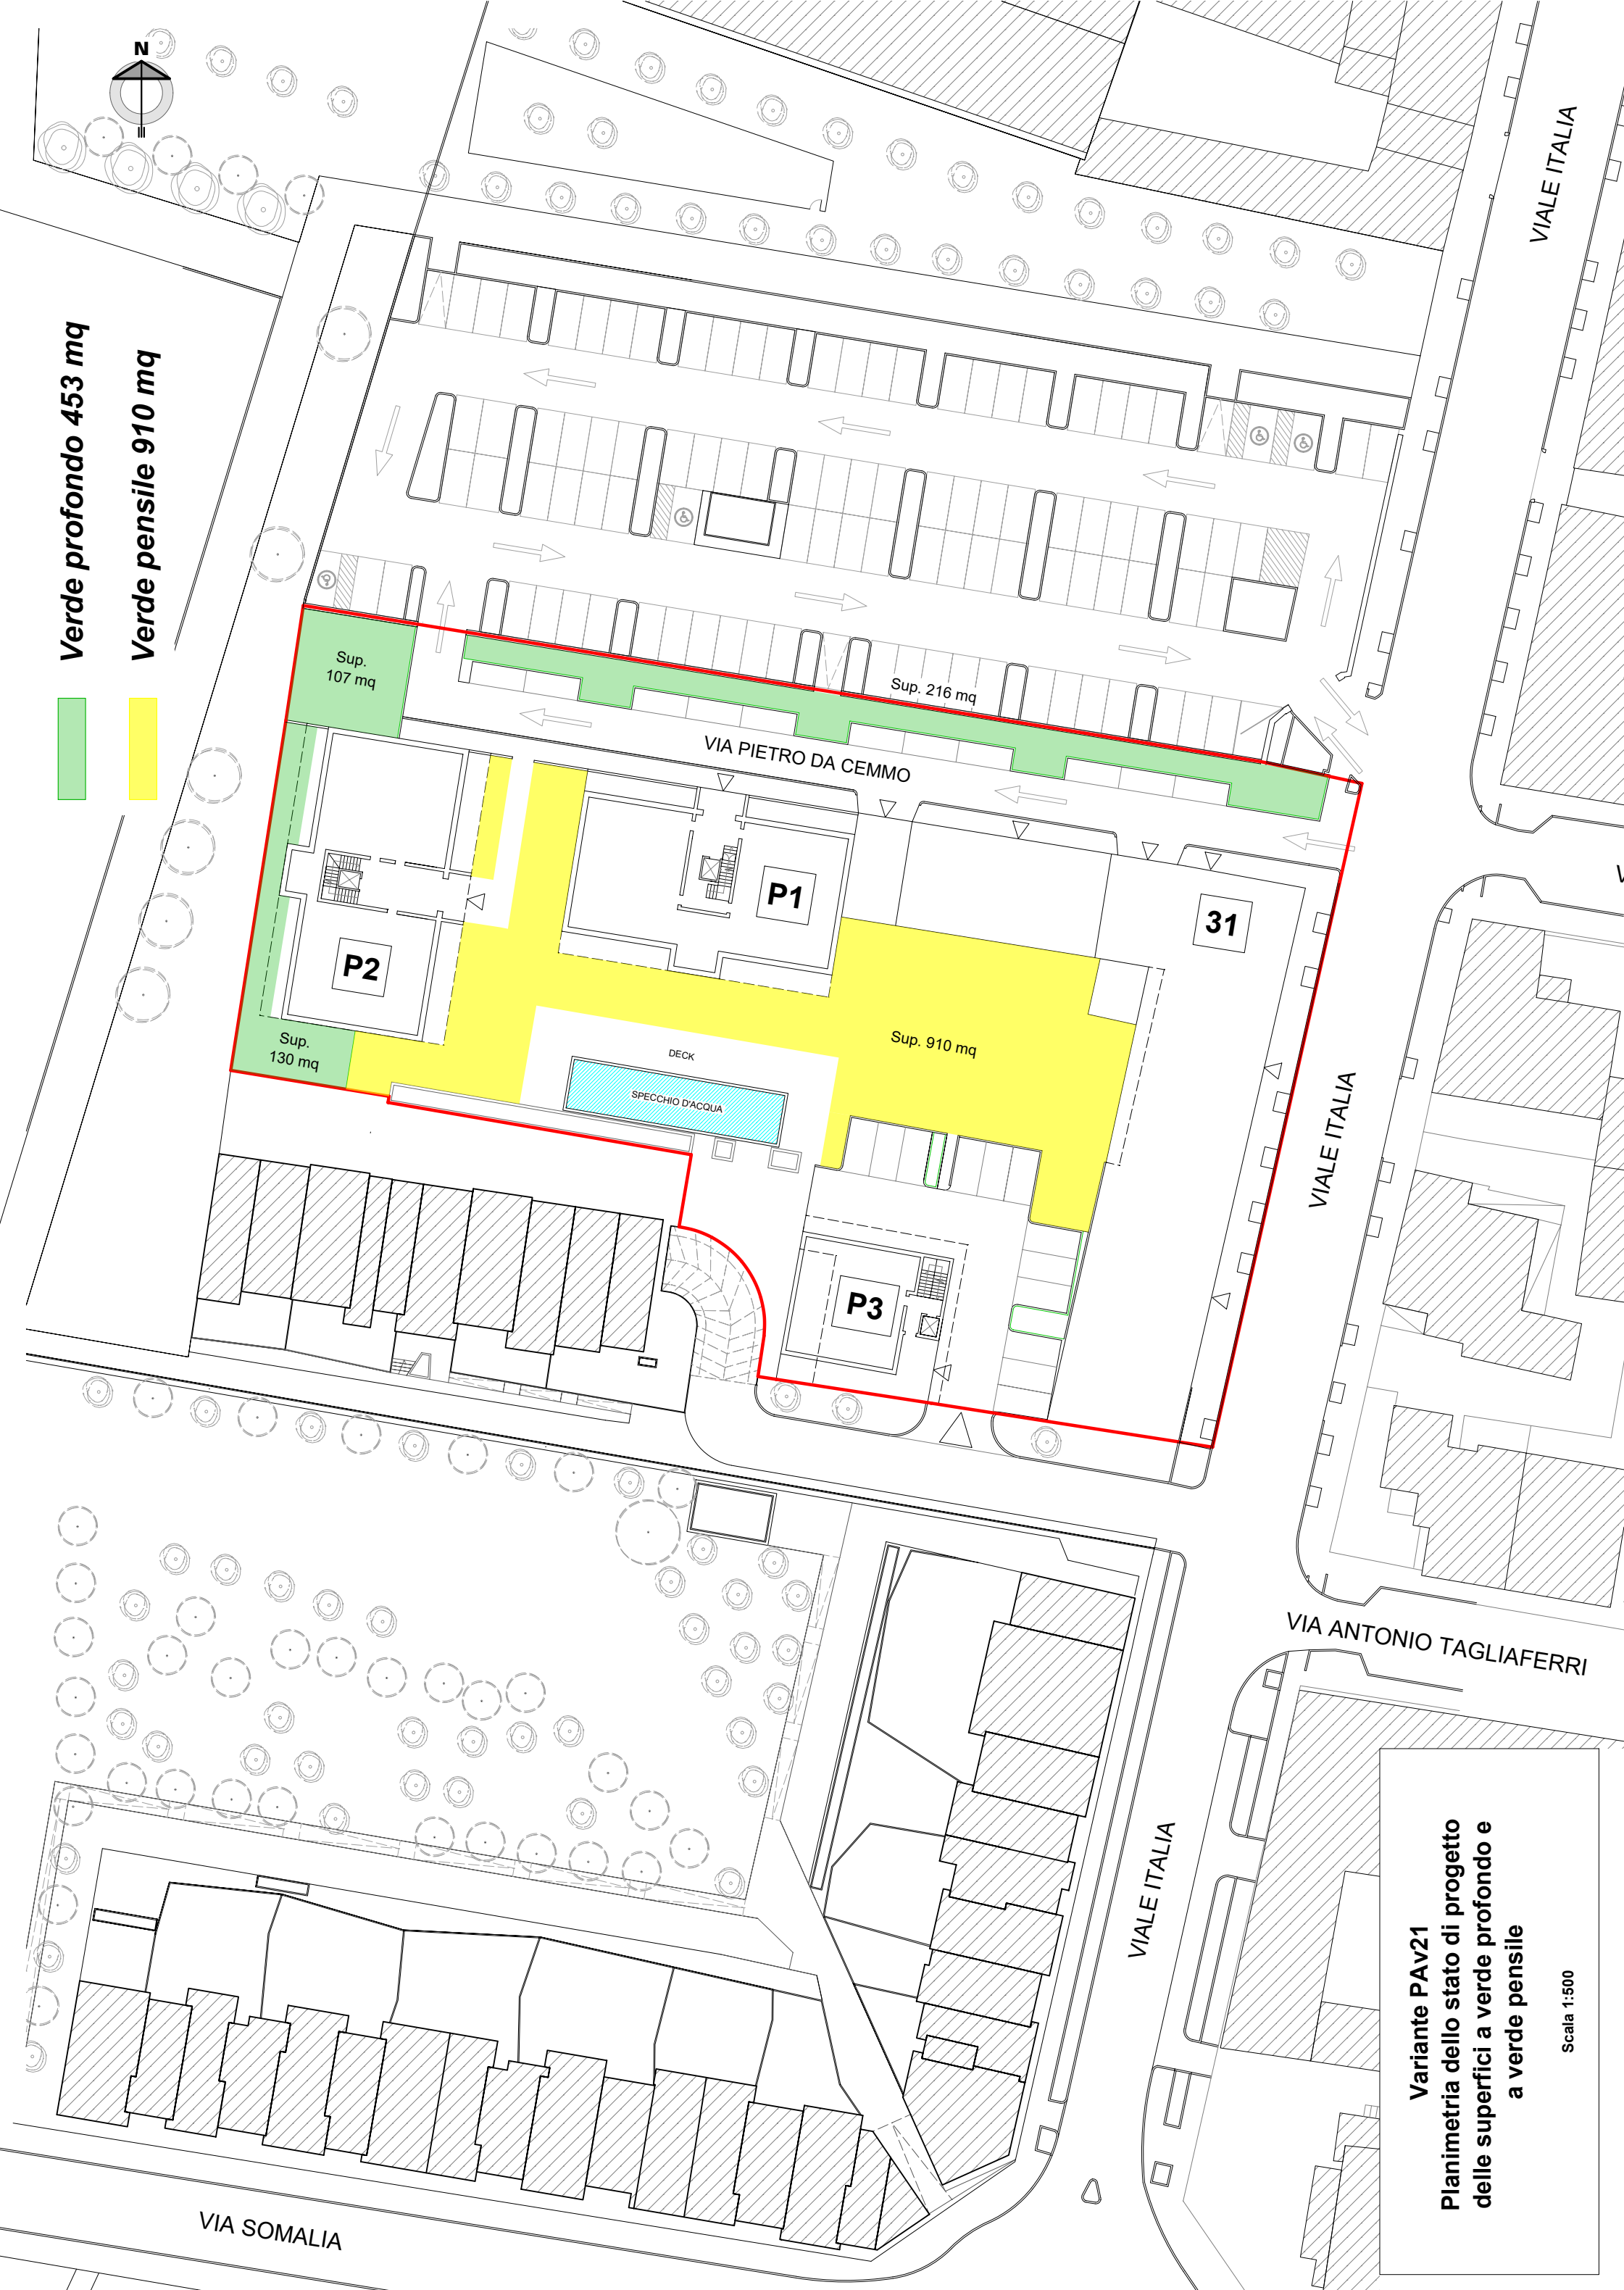 N
VIALE ITALIA
Verde profondo 453 mq
Verde pensile 910 mq
Sup.
107 mq
Sup. 216 mq
VIA PIETRO DA CEMMO
P1
31
P2
Sup. 910 mq
Sup.
130 mq
DECK
SPECCHIO D'ACQUA
VIALE ITALIA
P3
VIA ANTONIO TAGLIAFERRI
VIALE ITALIA
Variante PAv21
Planimetria dello stato di progetto
delle superfici a verde profondo e
a verde pensile
Scala 1:500
VIA SOMALIA